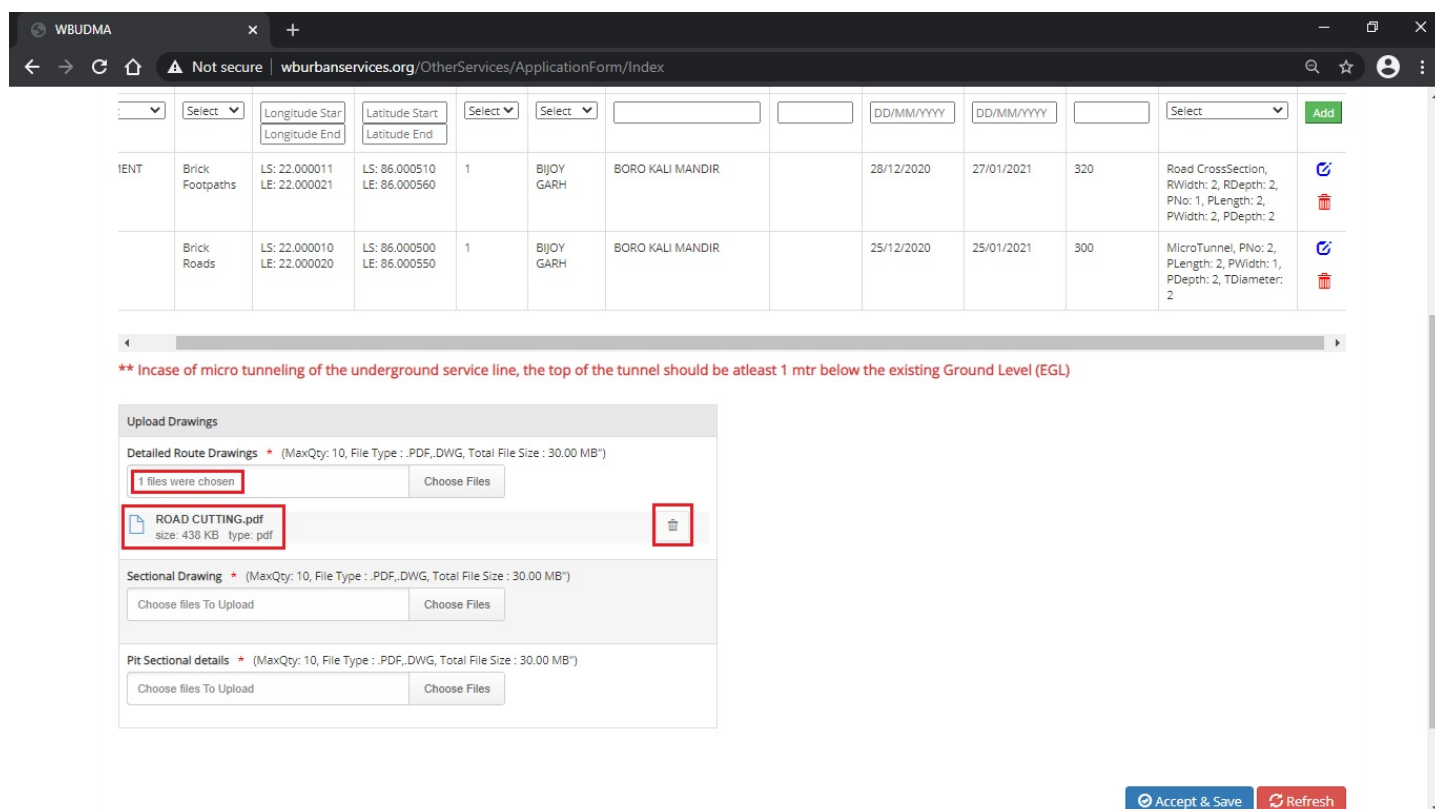 WBUDMA
Not secure | wburbanservices.org/OtherServices/ApplicationForm/Index
Select Longitude Star Latitude Start Select Select DD/MM/YYYY DD/MM/YYYY Select Add
Longitude End Latitude End
MENT Brick LS: 22.000011 LS: 86.000510 1 BIJOY BORO KALI MANDIR 28/12/2020 27/01/2021 320 Road CrossSection,
Footpaths LE: 22.000021 LE: 86.000560 GARH RWidth: 2, RDepth: 2,
PNo: 1, PLength: 2,
PWidth: 2, PDepth: 2
Brick LS: 22.000010 LS: 86.000500 1 BIJOY BORO KALI MANDIR 25/12/2020 25/01/2021 300 MicroTunnel, PNo: 2,
Roads LE: 22.000020 LE: 86.000550 GARH PLength: 2, PWidth: 1,
PDepth: 2, TDiameter:
2
** Incase of micro tunneling of the underground service line, the top of the tunnel should be atleast 1 mtr below the existing Ground Level (EGL)
Upload Drawings
Detailed Route Drawings * (MaxQty: 10, File Type : .PDF,.DWG, Total File Size : 30.00 MB")
1 files were chosen Choose Files
ROAD CUTTING.pdf
size: 438 KB type: pdf
Sectional Drawing * (MaxQty: 10, File Type : .PDF,.DWG, Total File Size : 30.00 MB")
Choose files To Upload Choose Files
Pit Sectional details * (MaxQty: 10, File Type : .PDF,.DWG, Total File Size : 30.00 MB")
Choose files To Upload Choose Files
Accept & Save Refresh